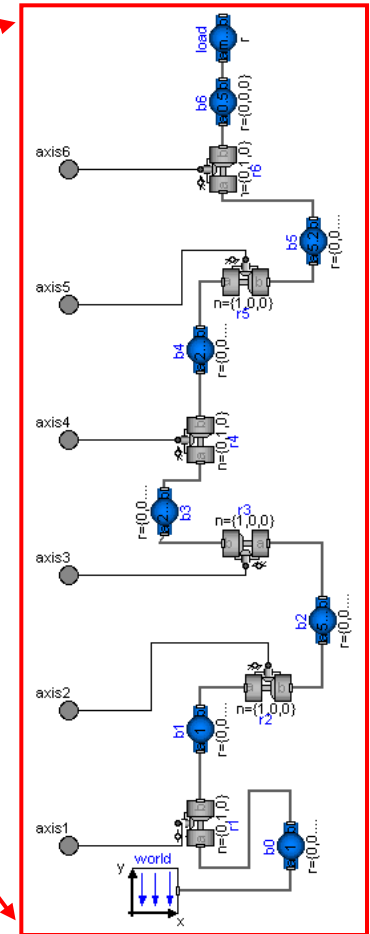 load
r
b6
r={0,0,0}
axis6
b
a
n={0,1,0}
r6
b5
r={0,0....
axis5
a
b
n={1,0,0}
r5
b4
r={0,0....
axis4
b
a
n={0,1,0}
r4
b3
r={0,0....
r3
n={1,0,0}
b
a
axis3
b2
r={0,0....
axis2
a
b
n={1,0,0}
r2
b1
1
r={0,0....
axis1
b
a
n={0,1,0}
r1
b0
1
r={0,0....
world
y
x